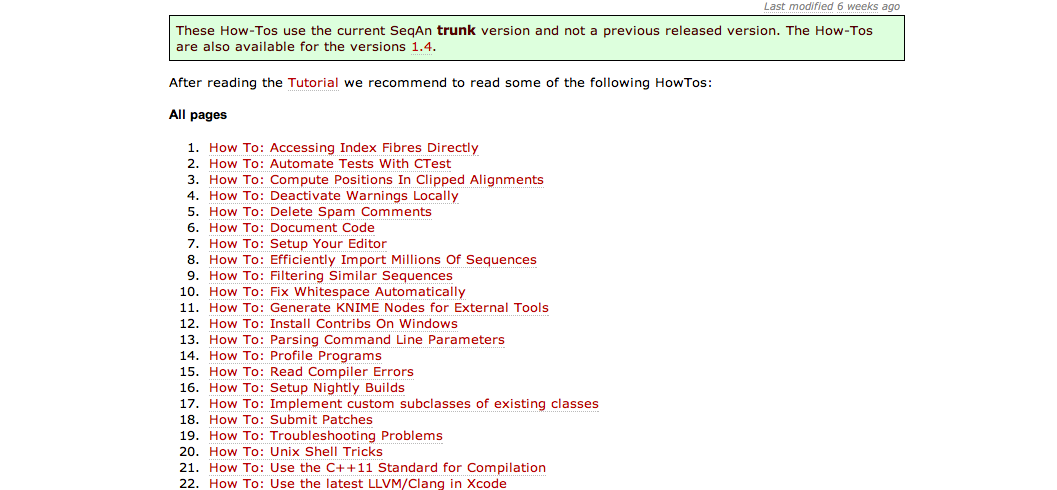 Last modified 6 weeks ago
These How-Tos use the current SeqAn trunk version and not a previous released version. The How-Tos
are also available for the versions 1.4.
After reading the Tutorial we recommend to read some of the following HowTos:
All pages
1. How To: Accessing Index Fibres Directly
2. How To: Automate Tests With CTest
3. How To: Compute Positions In Clipped Alignments
4. How To: Deactivate Warnings Locally
5. How To: Delete Spam Comments
6. How To: Document Code
7. How To: Setup Your Editor
8. How To: Efficiently Import Millions Of Sequences
9. How To: Filtering Similar Sequences
10. How To: Fix Whitespace Automatically
11. How To: Generate KNIME Nodes for External Tools
12. How To: Install Contribs On Windows
13. How To: Parsing Command Line Parameters
14. How To: Profile Programs
15. How To: Read Compiler Errors
16. How To: Setup Nightly Builds
17. How To: Implement custom subclasses of existing classes
18. How To: Submit Patches
19. How To: Troubleshooting Problems
20. How To: Unix Shell Tricks
21. How To: Use the C++11 Standard for Compilation
22. How To: Use the latest LLVM/Clang in Xcode